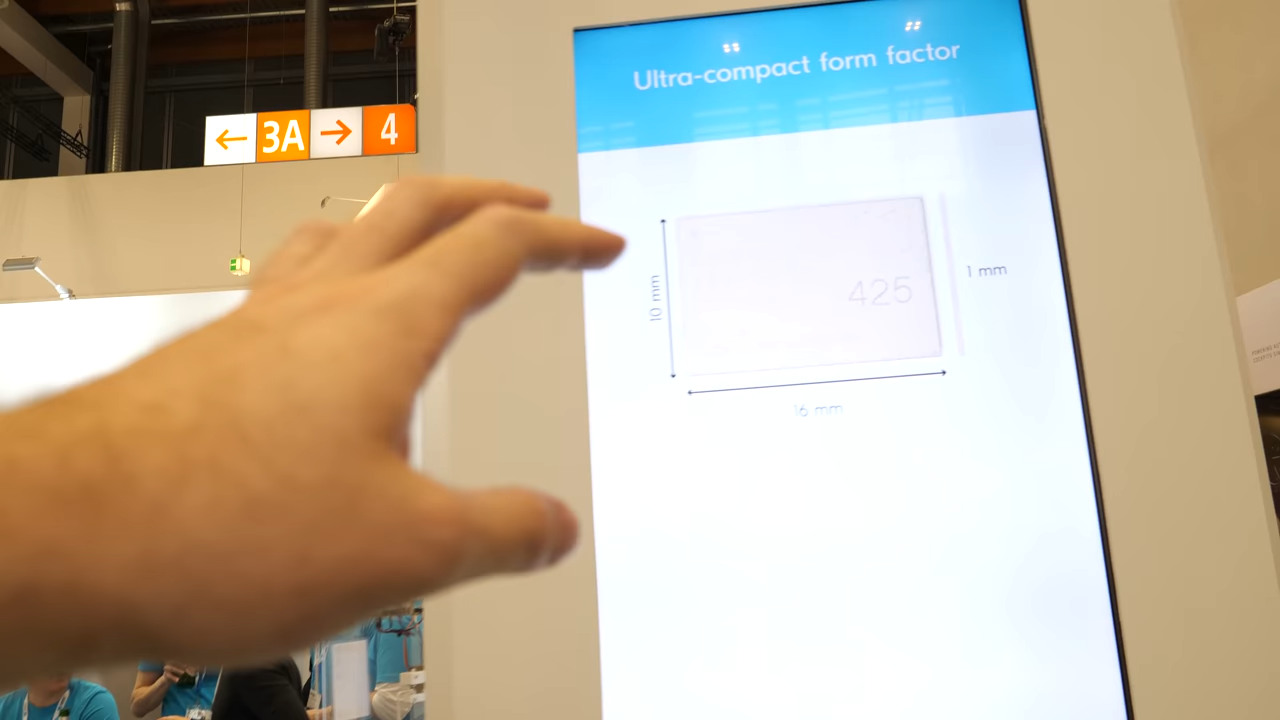 ← 3A → 4
Ultra-compact form factor
10 mm
425
1 mm
16 mm